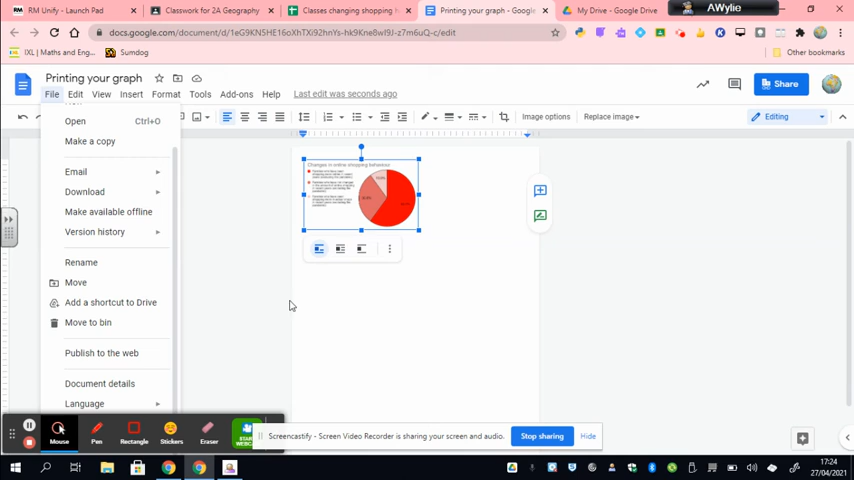 RM Unify - Launch Pad
Classwork for 2A Geography
Classes changing shopping h
Printing your graph - Google
My Drive - Google Drive
AWylie
docs.google.com/document/d/1eG9KN5HE16oXhTXi92hnYs-hk9Kne8wI9J-z7m6uQ-c/edit
IXL | Maths and Eng...
Sumdog
Other bookmarks
Printing your graph
Share
File Edit View Insert Format Tools Add-ons Help Last edit was seconds ago
Image options
Replace image
Editing
Open Ctrl+O
Make a copy
Changes in online shopping behaviour
Email
Download
Make available offline
Version history
Rename
Move
Add a shortcut to Drive
Move to bin
Publish to the web
Document details
Language
Mouse
Pen
Rectangle
Stickers
Eraser
Screencastify - Screen Video Recorder is sharing your screen and audio.
Stop sharing
Hide
17:24
27/04/2021